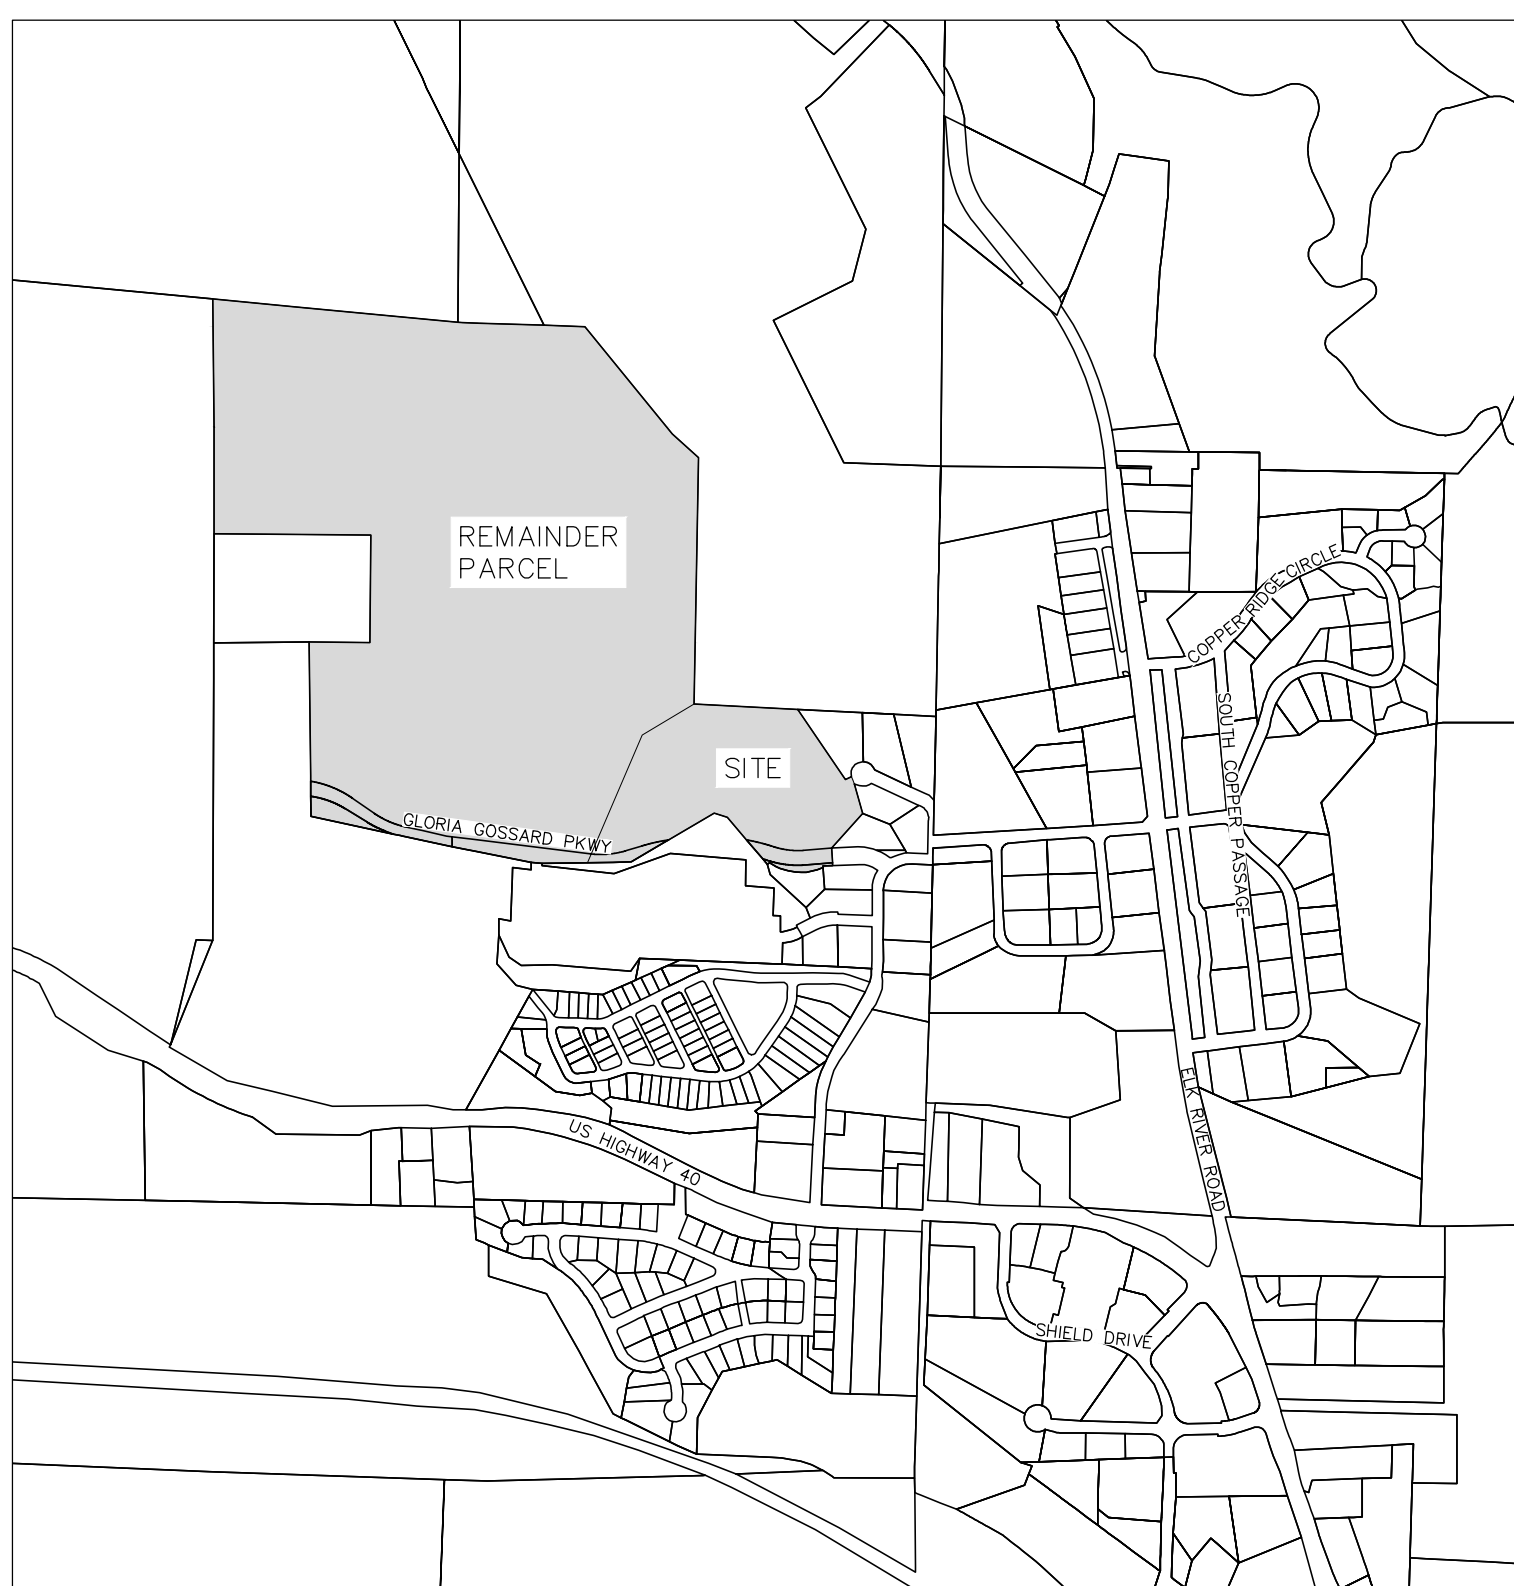 REMAINDER
PARCEL
COPPER RIDGE CIRCLE
SOUTH COPPER PASSAGE
SITE
GLORIA GOSSARD PKWY
ELK RIVER ROAD
US HIGHWAY 40
SHIELD DRIVE